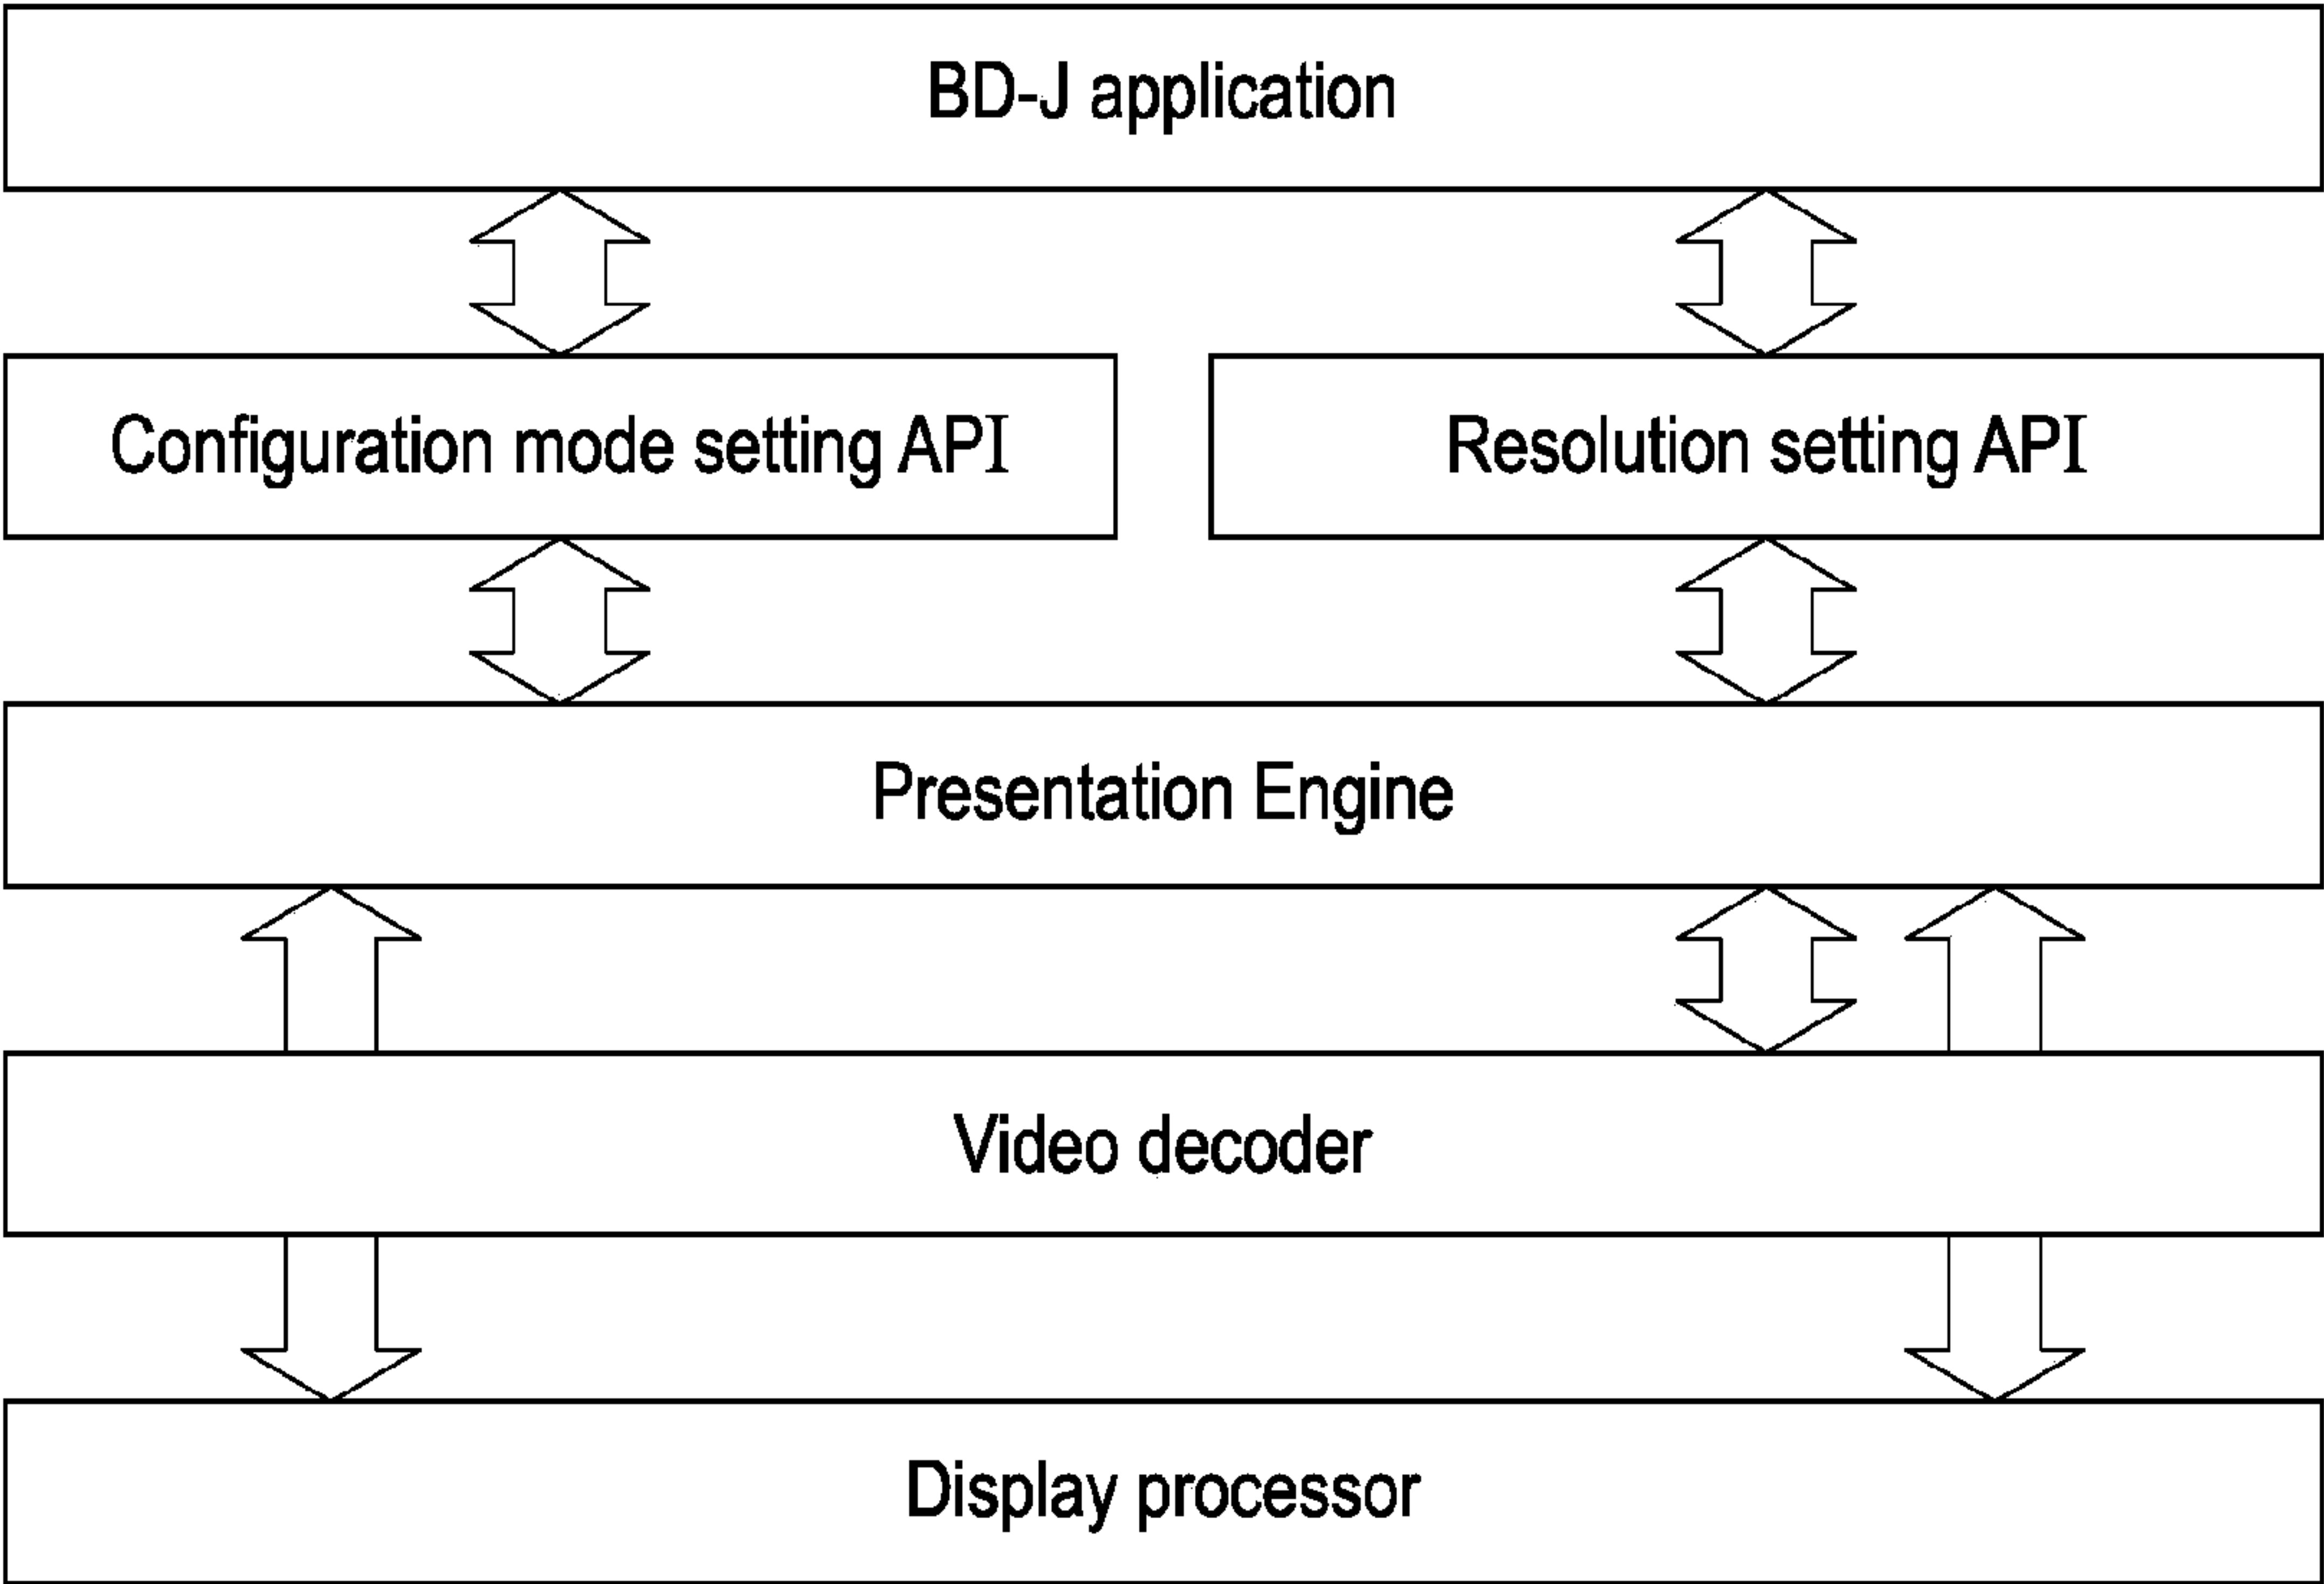 BD-J application
Configuration mode setting API
Resolution setting API
Presentation Engine
Video decoder
Display processor